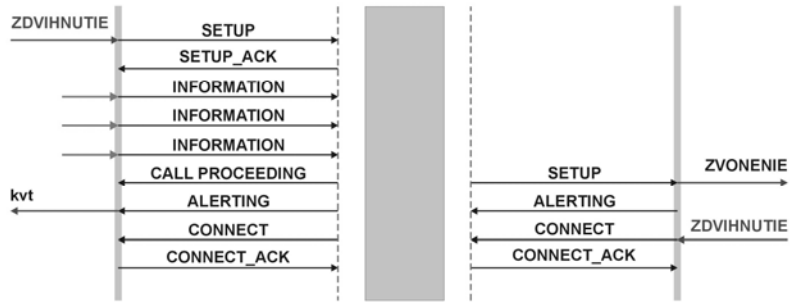 ZDVIHNUTIE
SETUP
SETUP_ACK
INFORMATION
INFORMATION
INFORMATION
CALL PROCEEDING
SETUP
ZVONENIE
kvt
ALERTING
ALERTING
CONNECT
CONNECT
ZDVIHNUTIE
CONNECT_ACK
CONNECT_ACK